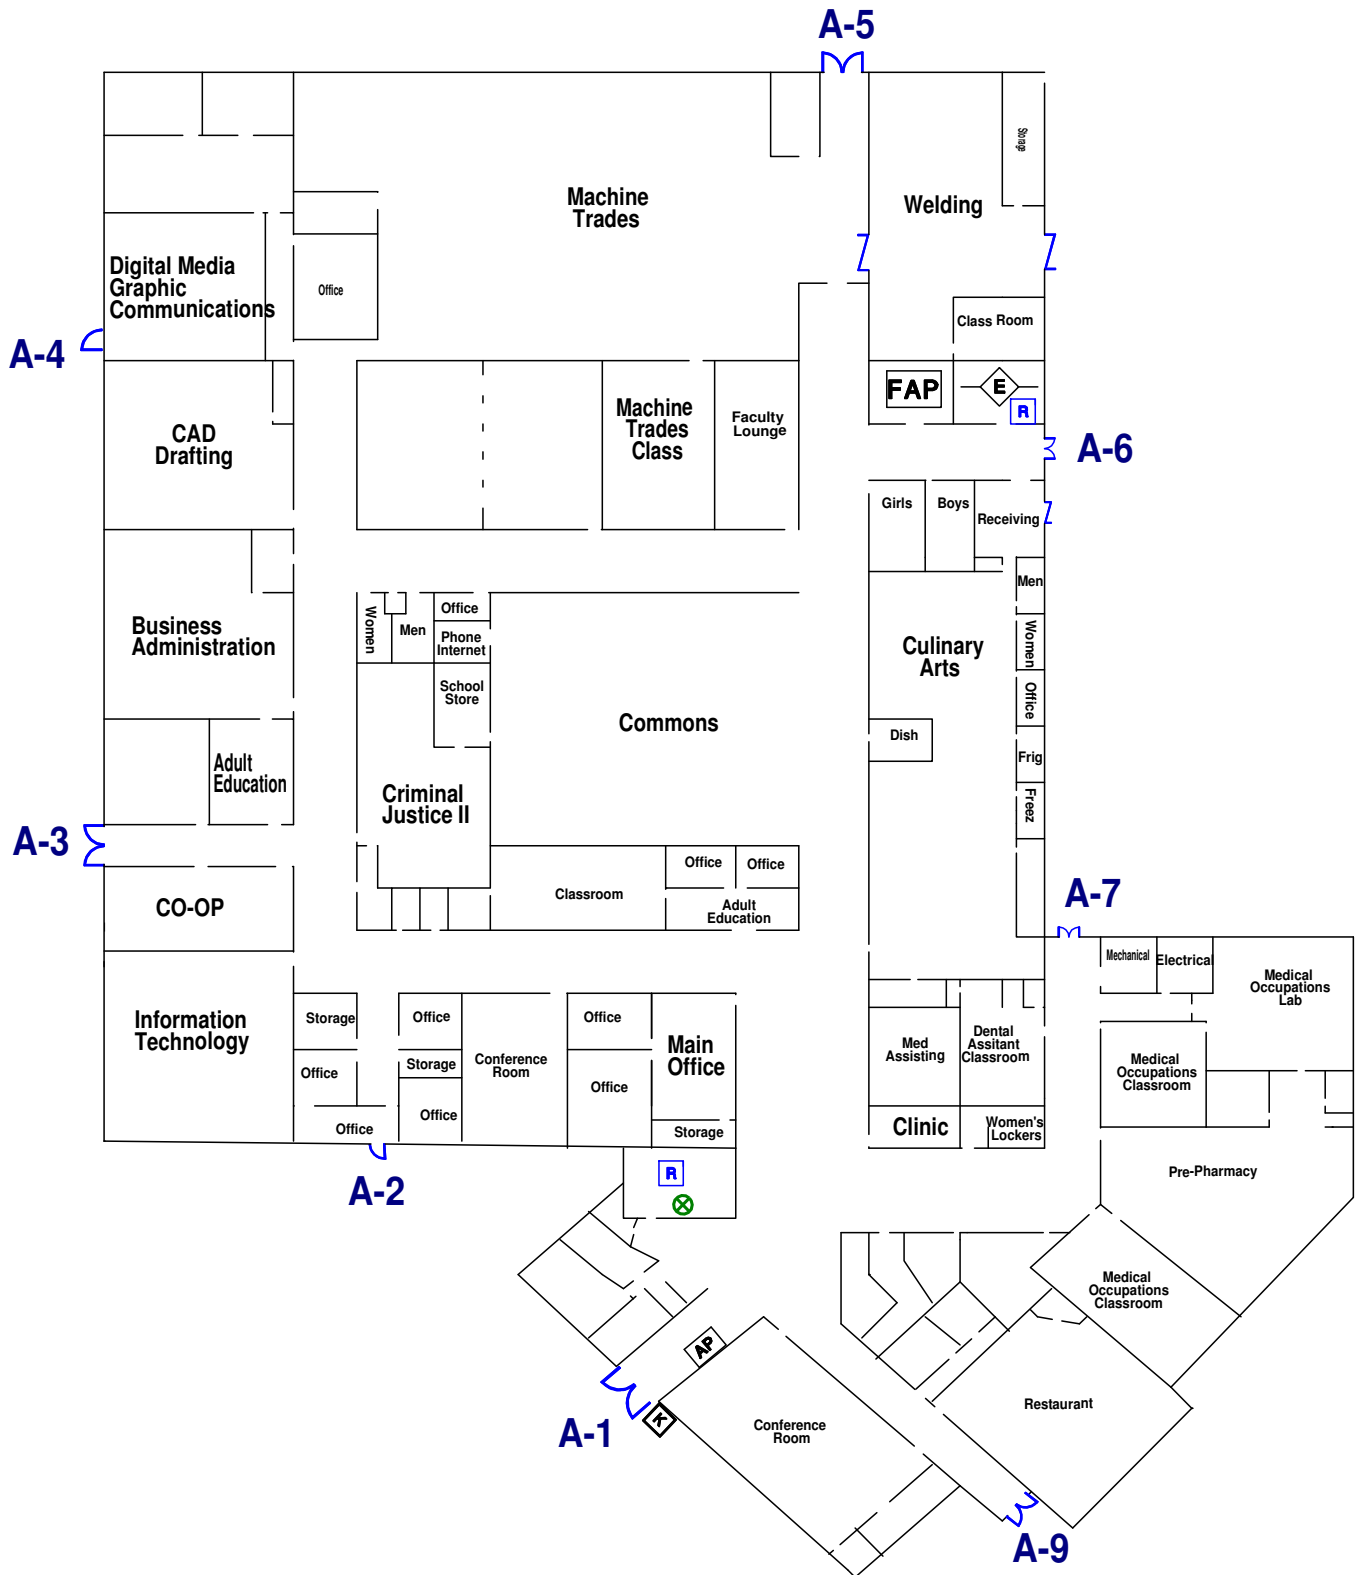 A-5
Storage
Machine
Trades
Welding
Digital Media
Graphic
Communications
Office
Class Room
A-4
FAP
E
R
Machine
Trades
Class
Faculty
Lounge
CAD
Drafting
A-6
Girls
Boys
Receiving
Men
Women
Men
Office
Phone
Internet
Business
Administration
Culinary
Arts
Women
School
Store
Office
Commons
Dish
Frig
Adult
Education
Criminal
Justice II
Freez
A-3
Office
Office
Classroom
A-7
CO-OP
Adult
Education
Mechanical
Electrical
Medical
Occupations
Lab
Information
Technology
Storage
Office
Office
Main
Office
Med
Assisting
Dental
Assitant
Classroom
Conference
Room
Storage
Office
Medical
Occupations
Classroom
Office
Office
Office
Storage
Clinic
Women's
Lockers
A-2
R
Pre-Pharmacy
Medical
Occupations
Classroom
AP
Restaurant
K
A-1
Conference
Room
A-9